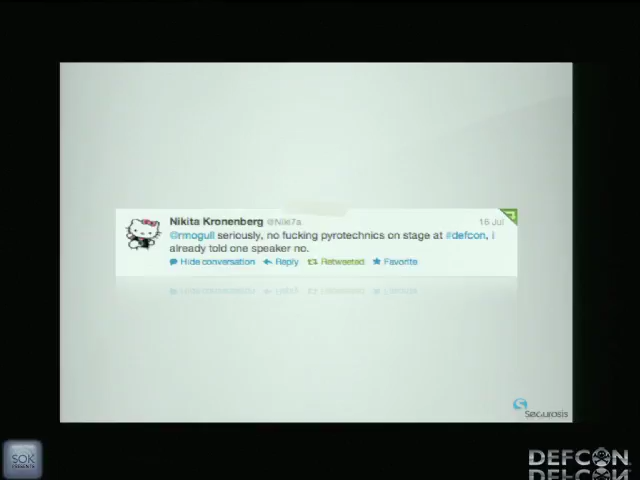 Nikita Kronenberg @Niki7a 16 Jul
@rmogull seriously, no fucking pyrotechnics on stage at #defcon, i
already told one speaker no.
Hide conversation Reply Retweeted Favorite
Securosis
SOK
DEFCON
DEFCON